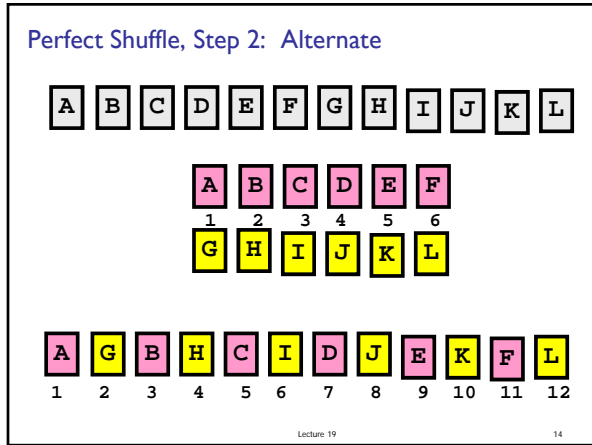 Perfect Shuffle, Step 2: Alternate
A B C D E F G H I J K L
A B C D E F
1 2 3 4 5 6
G H I J K L
A G B H C I D J E K F L
1 2 3 4 5 6 7 8 9 10 11 12
Lecture 19 14